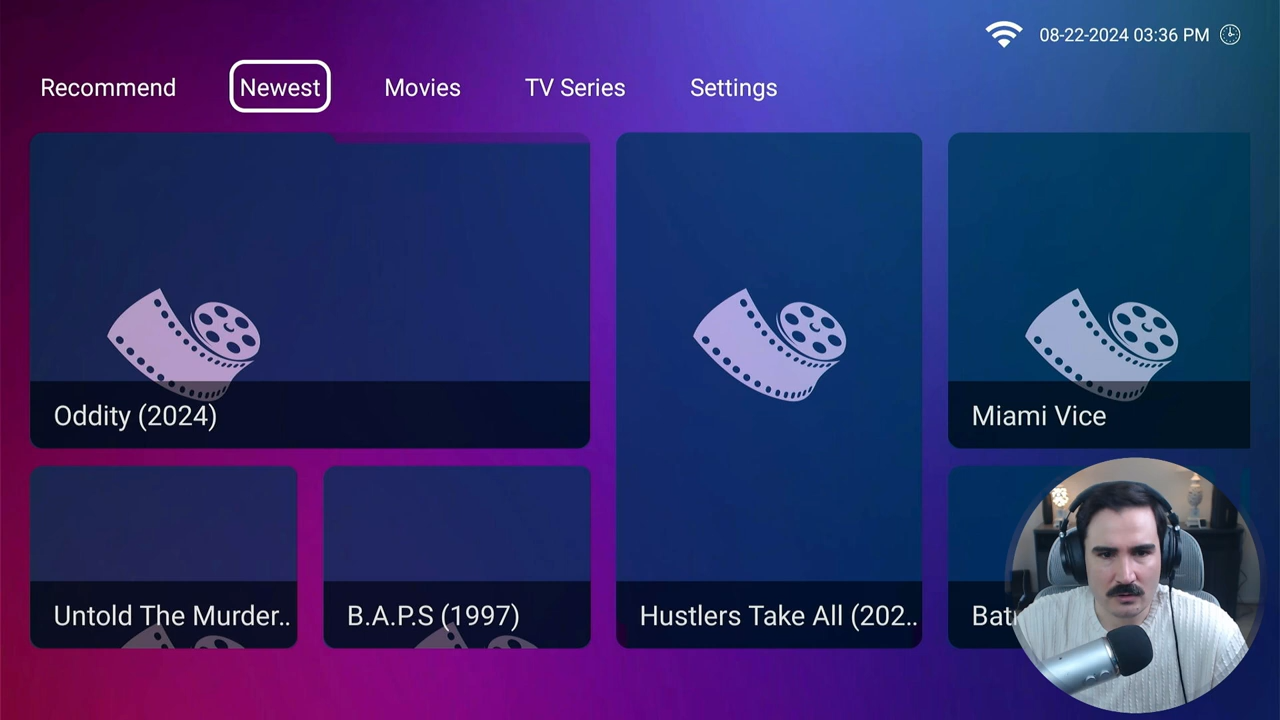 08-22-2024 03:36 PM
Recommend Newest Movies TV Series Settings
Oddity (2024)
Miami Vice
Untold The Murder..
B.A.P.S (1997)
Hustlers Take All (202..